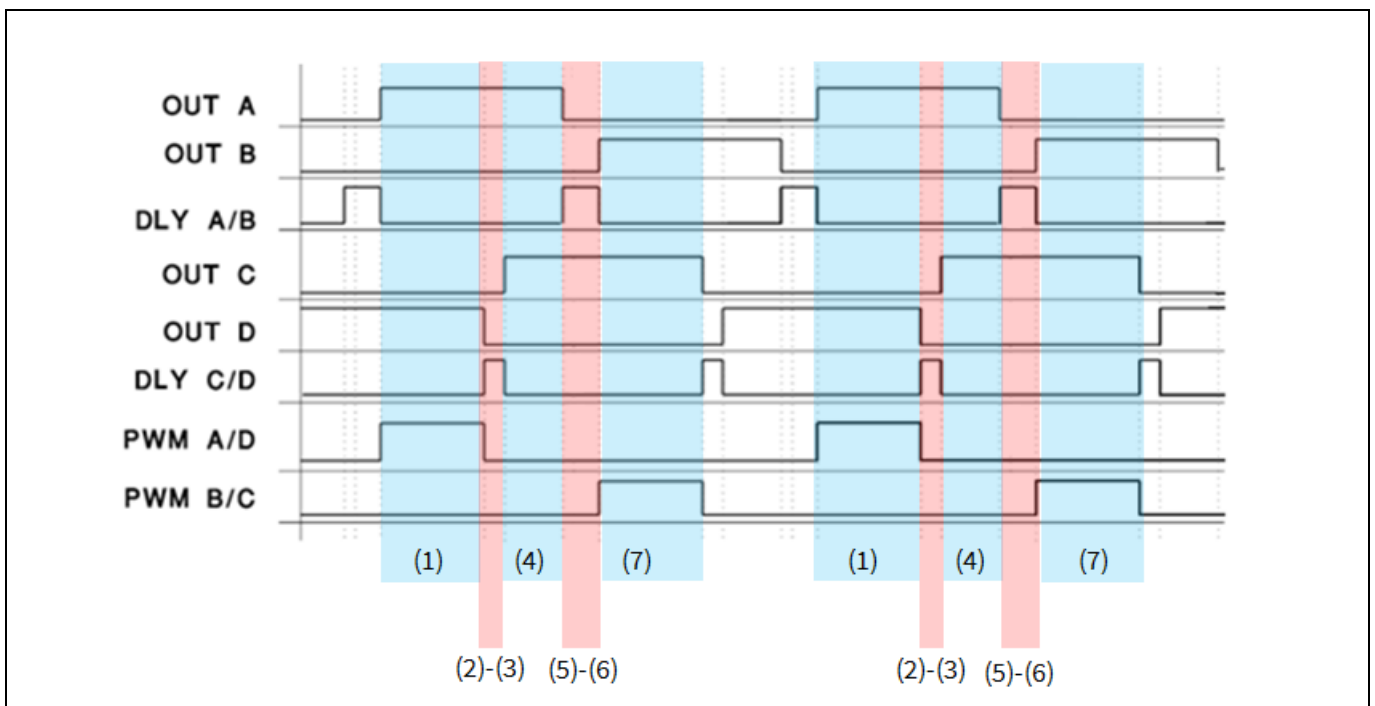 OUT A
OUT B
DLY A/B
OUT C
OUT D
DLY C/D
PWM A/D
PWM B/C
(1) (4) (7) (1) (4) (7)
(2)-(3) (5)-(6) (2)-(3) (5)-(6)